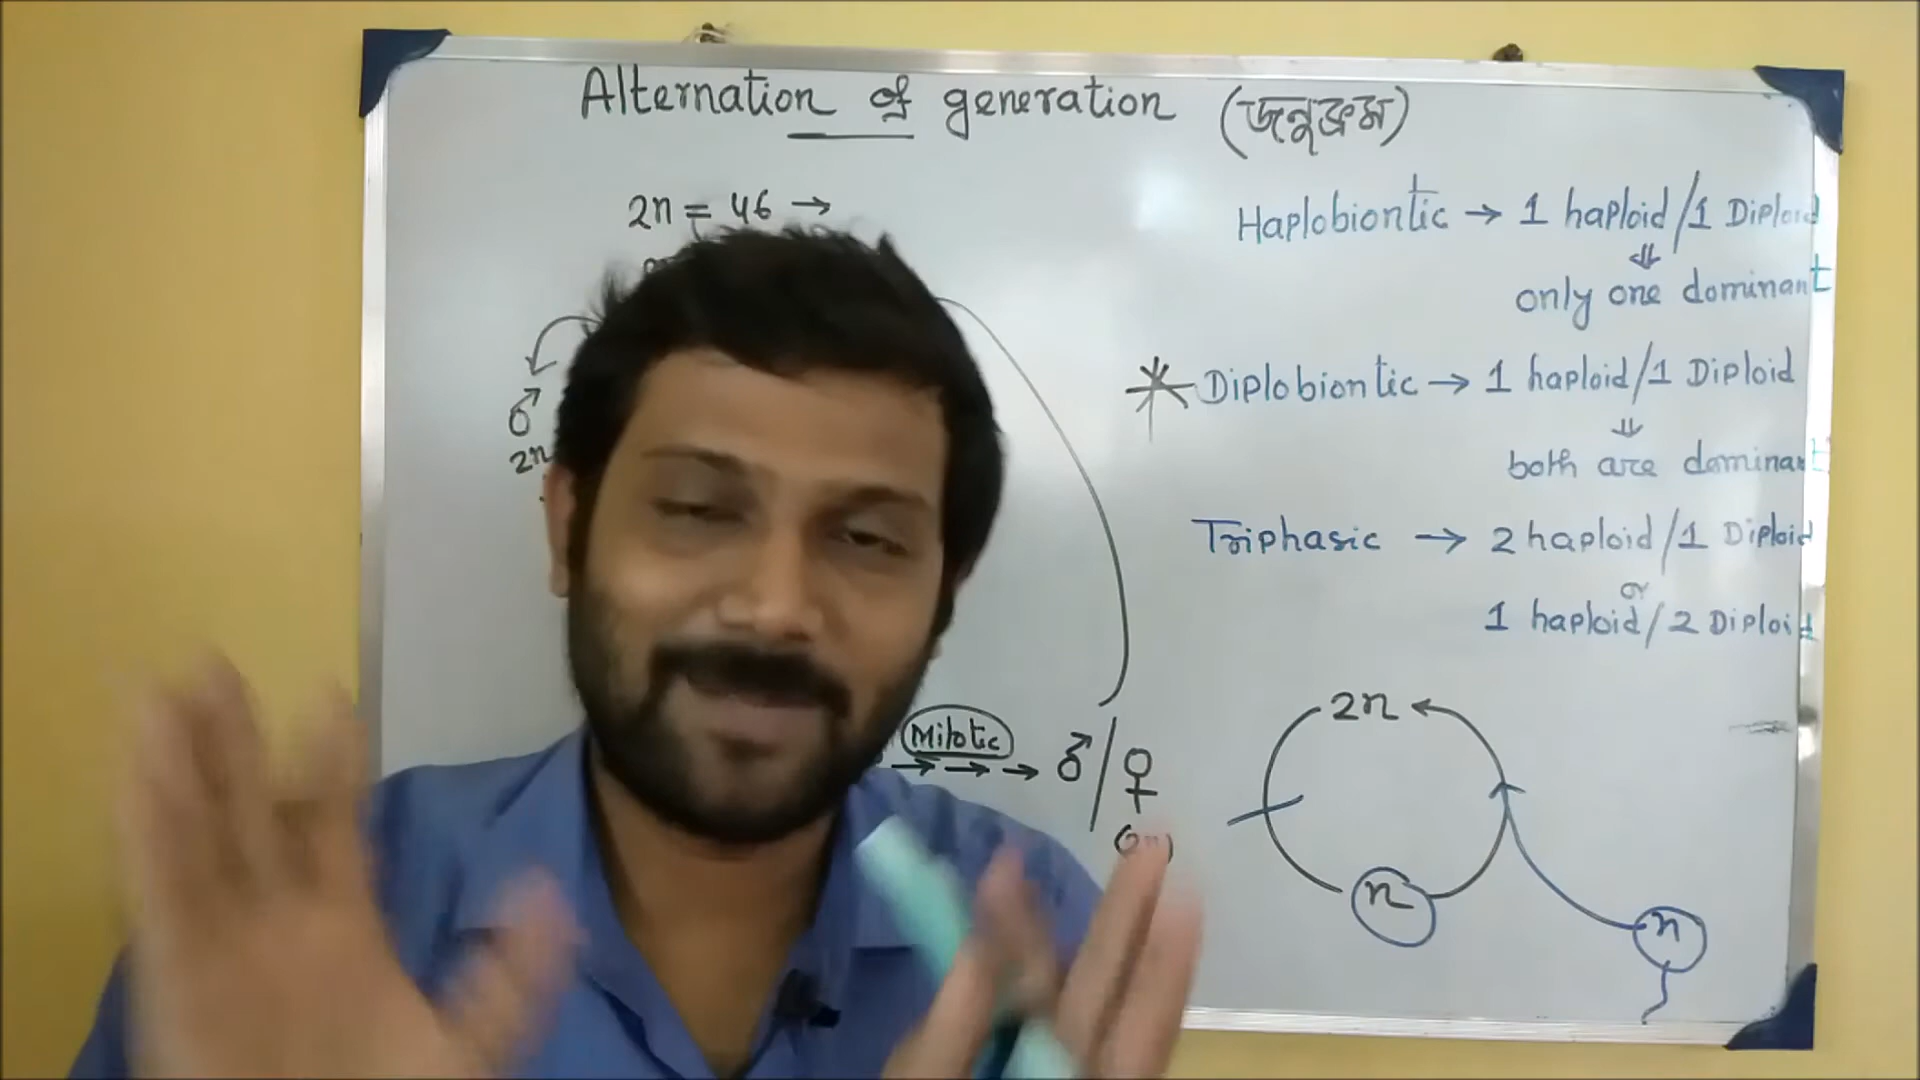 Alternation of generation (জনুক্রম)
2n = 46 →
♂
2n
Mitotic
→ → → ♂ / ♀
Haplobiontic → 1 haploid / 1 Diploid
⇓
only one dominant
* Diplobiontic → 1 haploid / 1 Diploid
⇓
both are dominant
Triphasic → 2 haploid / 1 Diploid
or
1 haploid / 2 Diploid
2n
n
n